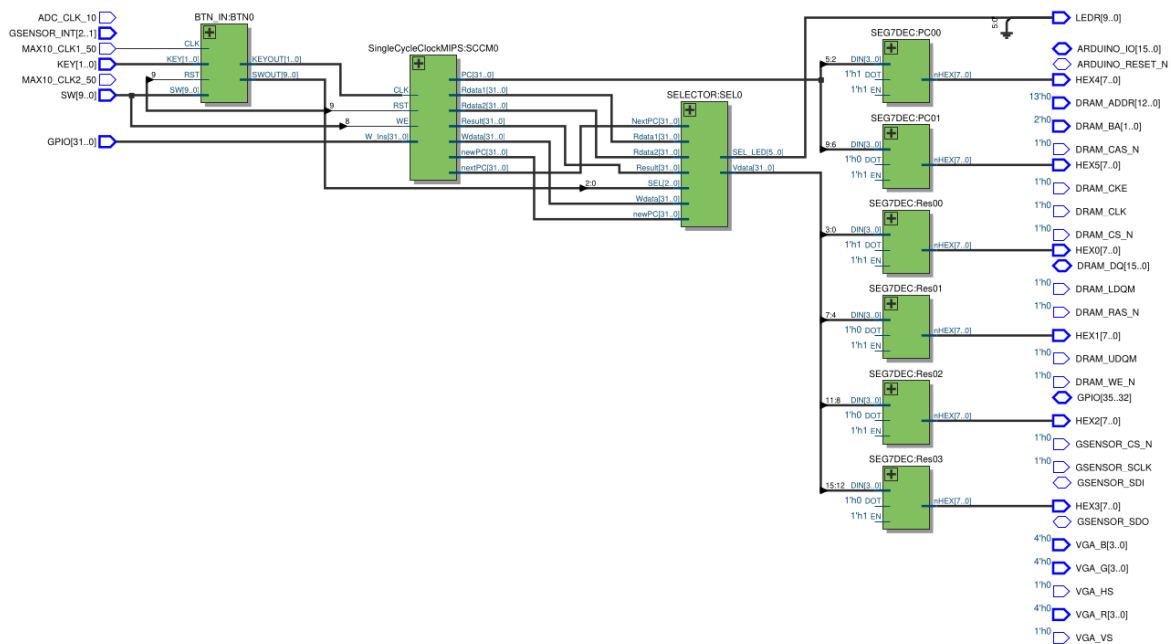 ADC_CLK_10
GSENSOR_INT[2..1]
MAX10_CLK1_50
KEY[1..0]
MAX10_CLK2_50
SW[9..0]
GPIO[31..0]
BTN_IN:BTN0
CLK
KEY[1..0]
RST
SW[9..0]
KEYOUT[1..0]
SWOUT[9..0]
9
9
8
SingleCycleClockMIPS:SCCM0
CLK
RST
WE
W_Ins[31..0]
PC[31..0]
Rdata1[31..0]
Rdata2[31..0]
Result[31..0]
Wdata[31..0]
newPC[31..0]
nextPC[31..0]
2:0
SELECTOR:SEL0
NextPC[31..0]
Rdata1[31..0]
Rdata2[31..0]
Result[31..0]
SEL[2..0]
Wdata[31..0]
newPC[31..0]
SEL_LED[5..0]
Vdata[31..0]
SEG7DEC:PC00
5:2 DIN[3..0]
1'h1 DOT
1'h1 EN
nHEX[7..0]
SEG7DEC:PC01
9:6 DIN[3..0]
1'h0 DOT
1'h1 EN
nHEX[7..0]
SEG7DEC:Res00
3:0 DIN[3..0]
1'h1 DOT
1'h1 EN
nHEX[7..0]
SEG7DEC:Res01
7:4 DIN[3..0]
1'h0 DOT
1'h1 EN
nHEX[7..0]
SEG7DEC:Res02
11:8 DIN[3..0]
1'h0 DOT
1'h1 EN
nHEX[7..0]
SEG7DEC:Res03
15:12 DIN[3..0]
1'h0 DOT
1'h1 EN
nHEX[7..0]
5:0
LEDR[9..0]
ARDUINO_IO[15..0]
ARDUINO_RESET_N
HEX4[7..0]
13'h0 DRAM_ADDR[12..0]
2'h0 DRAM_BA[1..0]
1'h0 DRAM_CAS_N
HEX5[7..0]
1'h0 DRAM_CKE
1'h0 DRAM_CLK
1'h0 DRAM_CS_N
HEX0[7..0]
DRAM_DQ[15..0]
1'h0 DRAM_LDQM
1'h0 DRAM_RAS_N
HEX1[7..0]
1'h0 DRAM_UDQM
1'h0 DRAM_WE_N
GPIO[35..32]
HEX2[7..0]
1'h0 GSENSOR_CS_N
1'h0 GSENSOR_SCLK
GSENSOR_SDI
HEX3[7..0]
GSENSOR_SDO
4'h0 VGA_B[3..0]
4'h0 VGA_G[3..0]
1'h0 VGA_HS
4'h0 VGA_R[3..0]
1'h0 VGA_VS